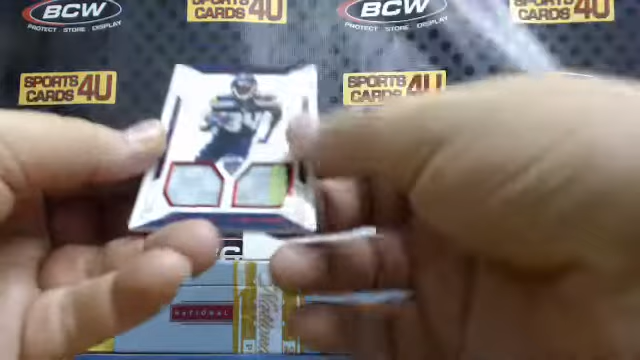 BCW
PROTECT STORE DISPLAY
SPORTS
CARDS 4U
BCW
PROTECT STORE DISPLAY
SPORTS
CARDS 4U
SPORTS
CARDS 4U
SPORTS
CARDS 4U
34
national